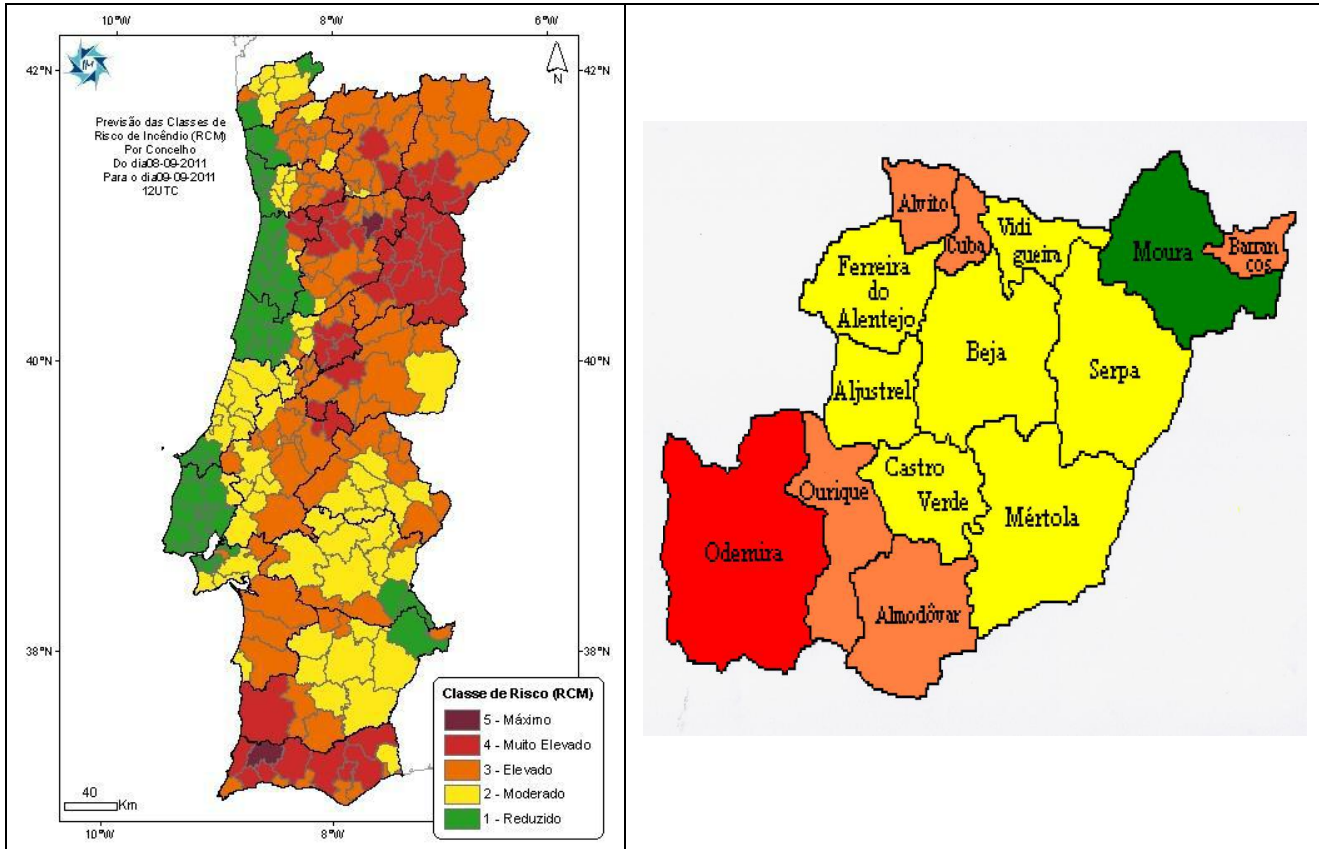 10°W
8°W
6°W
42°N
42°N
IM
N
Previsão das Classes de
Risco de Incêndio (RCM)
Por Concelho
Do dia08-09-2011
Para o dia09-09-2011
12UTC
40°N
40°N
38°N
38°N
Classe de Risco (RCM)
5 - Máximo
4 - Muito Elevado
3 - Elevado
2 - Moderado
1 - Reduzido
40
Km
10°W
8°W
Alvito
Cuba
Vidi
gueira
Moura
Barran
cos
Ferreira
do
Alentejo
Beja
Serpa
Aljustrel
Castro
Verde
Ourique
Mértola
Odemira
Almodôvar